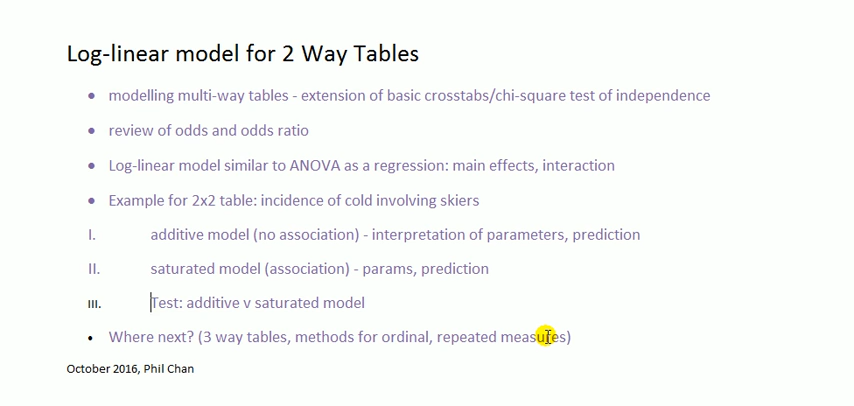 Log-linear model for 2 Way Tables
• modelling multi-way tables - extension of basic crosstabs/chi-square test of independence
• review of odds and odds ratio
• Log-linear model similar to ANOVA as a regression: main effects, interaction
• Example for 2x2 table: incidence of cold involving skiers
I. additive model (no association) - interpretation of parameters, prediction
II. saturated model (association) - params, prediction
III. Test: additive v saturated model
• Where next? (3 way tables, methods for ordinal, repeated measures)
October 2016, Phil Chan